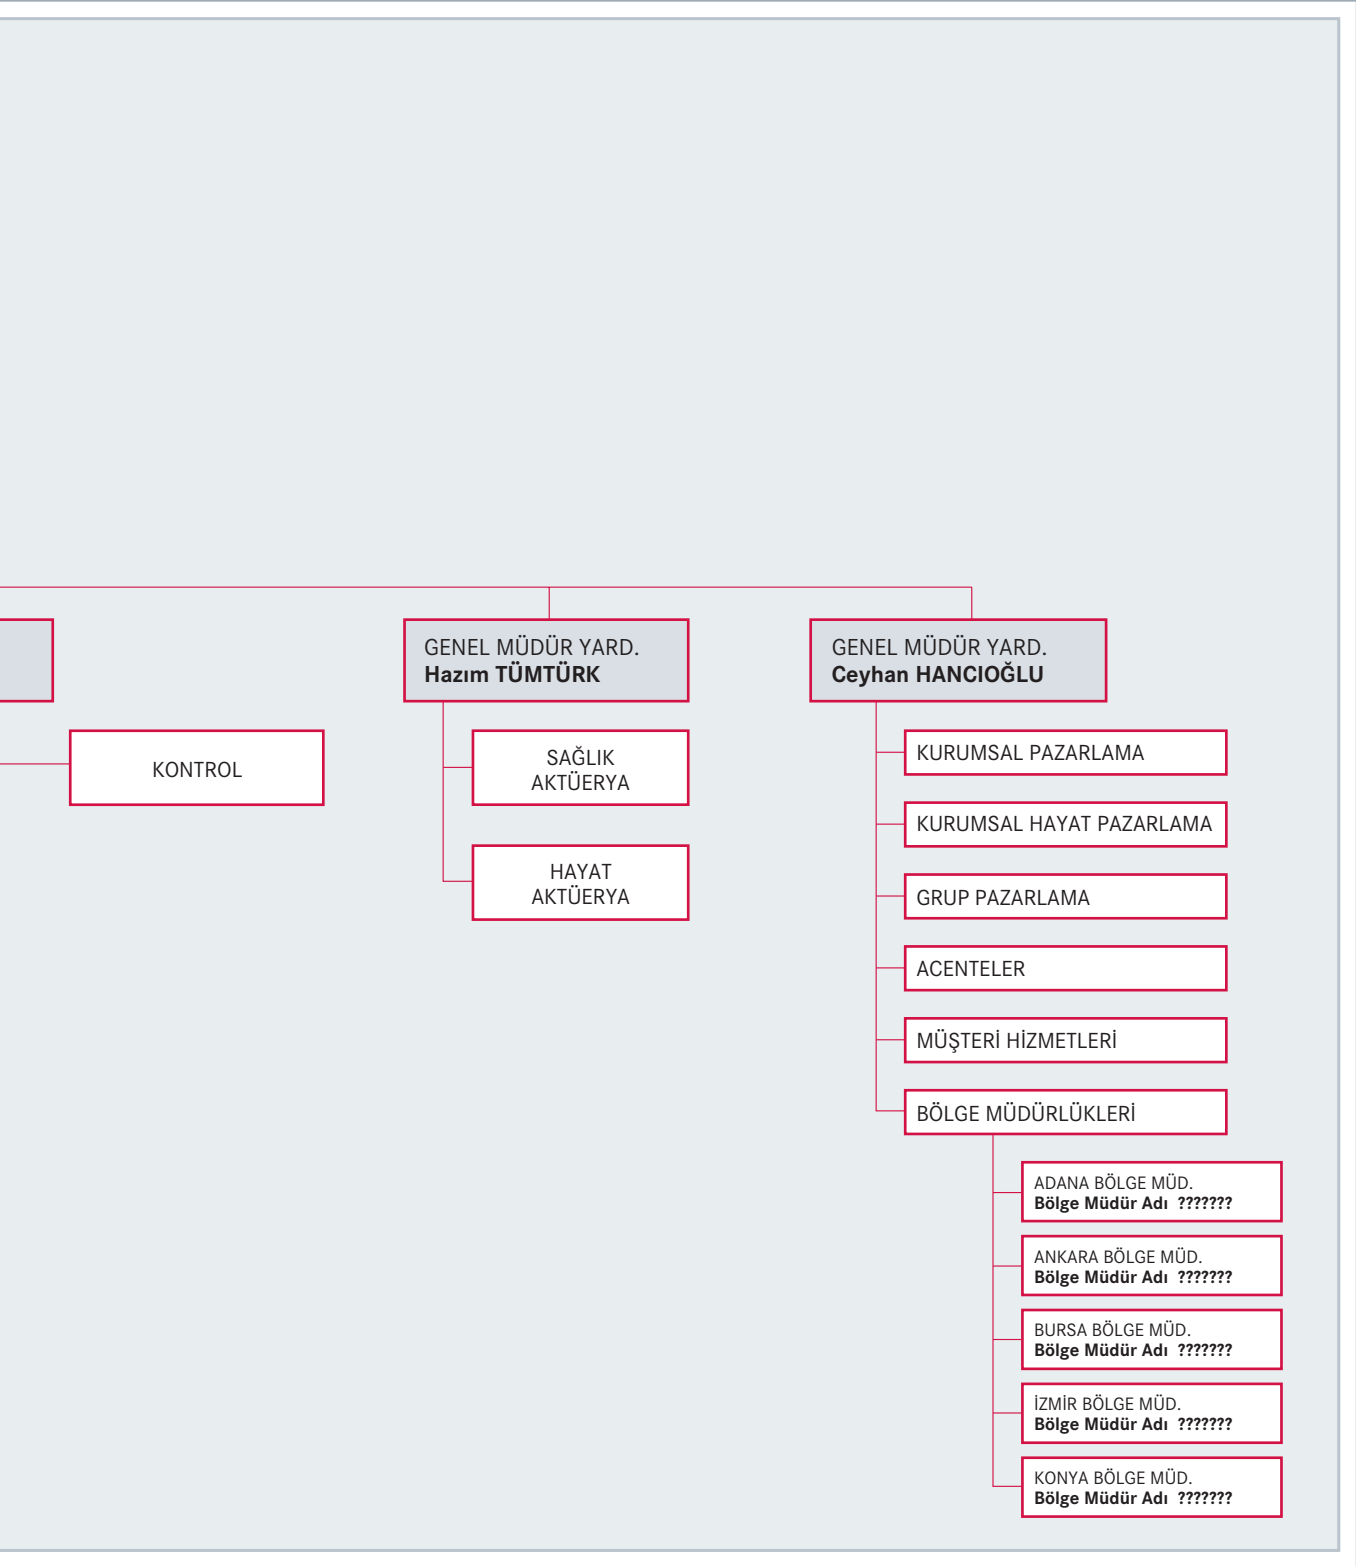 KONTROL
GENEL MÜDÜR YARD.
Hazım TÜMTÜRK
SAĞLIK
AKTÜERYA
HAYAT
AKTÜERYA
GENEL MÜDÜR YARD.
Ceyhan HANCIOĞLU
KURUMSAL PAZARLAMA
KURUMSAL HAYAT PAZARLAMA
GRUP PAZARLAMA
ACENTELER
MÜŞTERİ HİZMETLERİ
BÖLGE MÜDÜRLÜKLERİ
ADANA BÖLGE MÜD.
Bölge Müdür Adı ???????
ANKARA BÖLGE MÜD.
Bölge Müdür Adı ???????
BURSA BÖLGE MÜD.
Bölge Müdür Adı ???????
İZMİR BÖLGE MÜD.
Bölge Müdür Adı ???????
KONYA BÖLGE MÜD.
Bölge Müdür Adı ???????